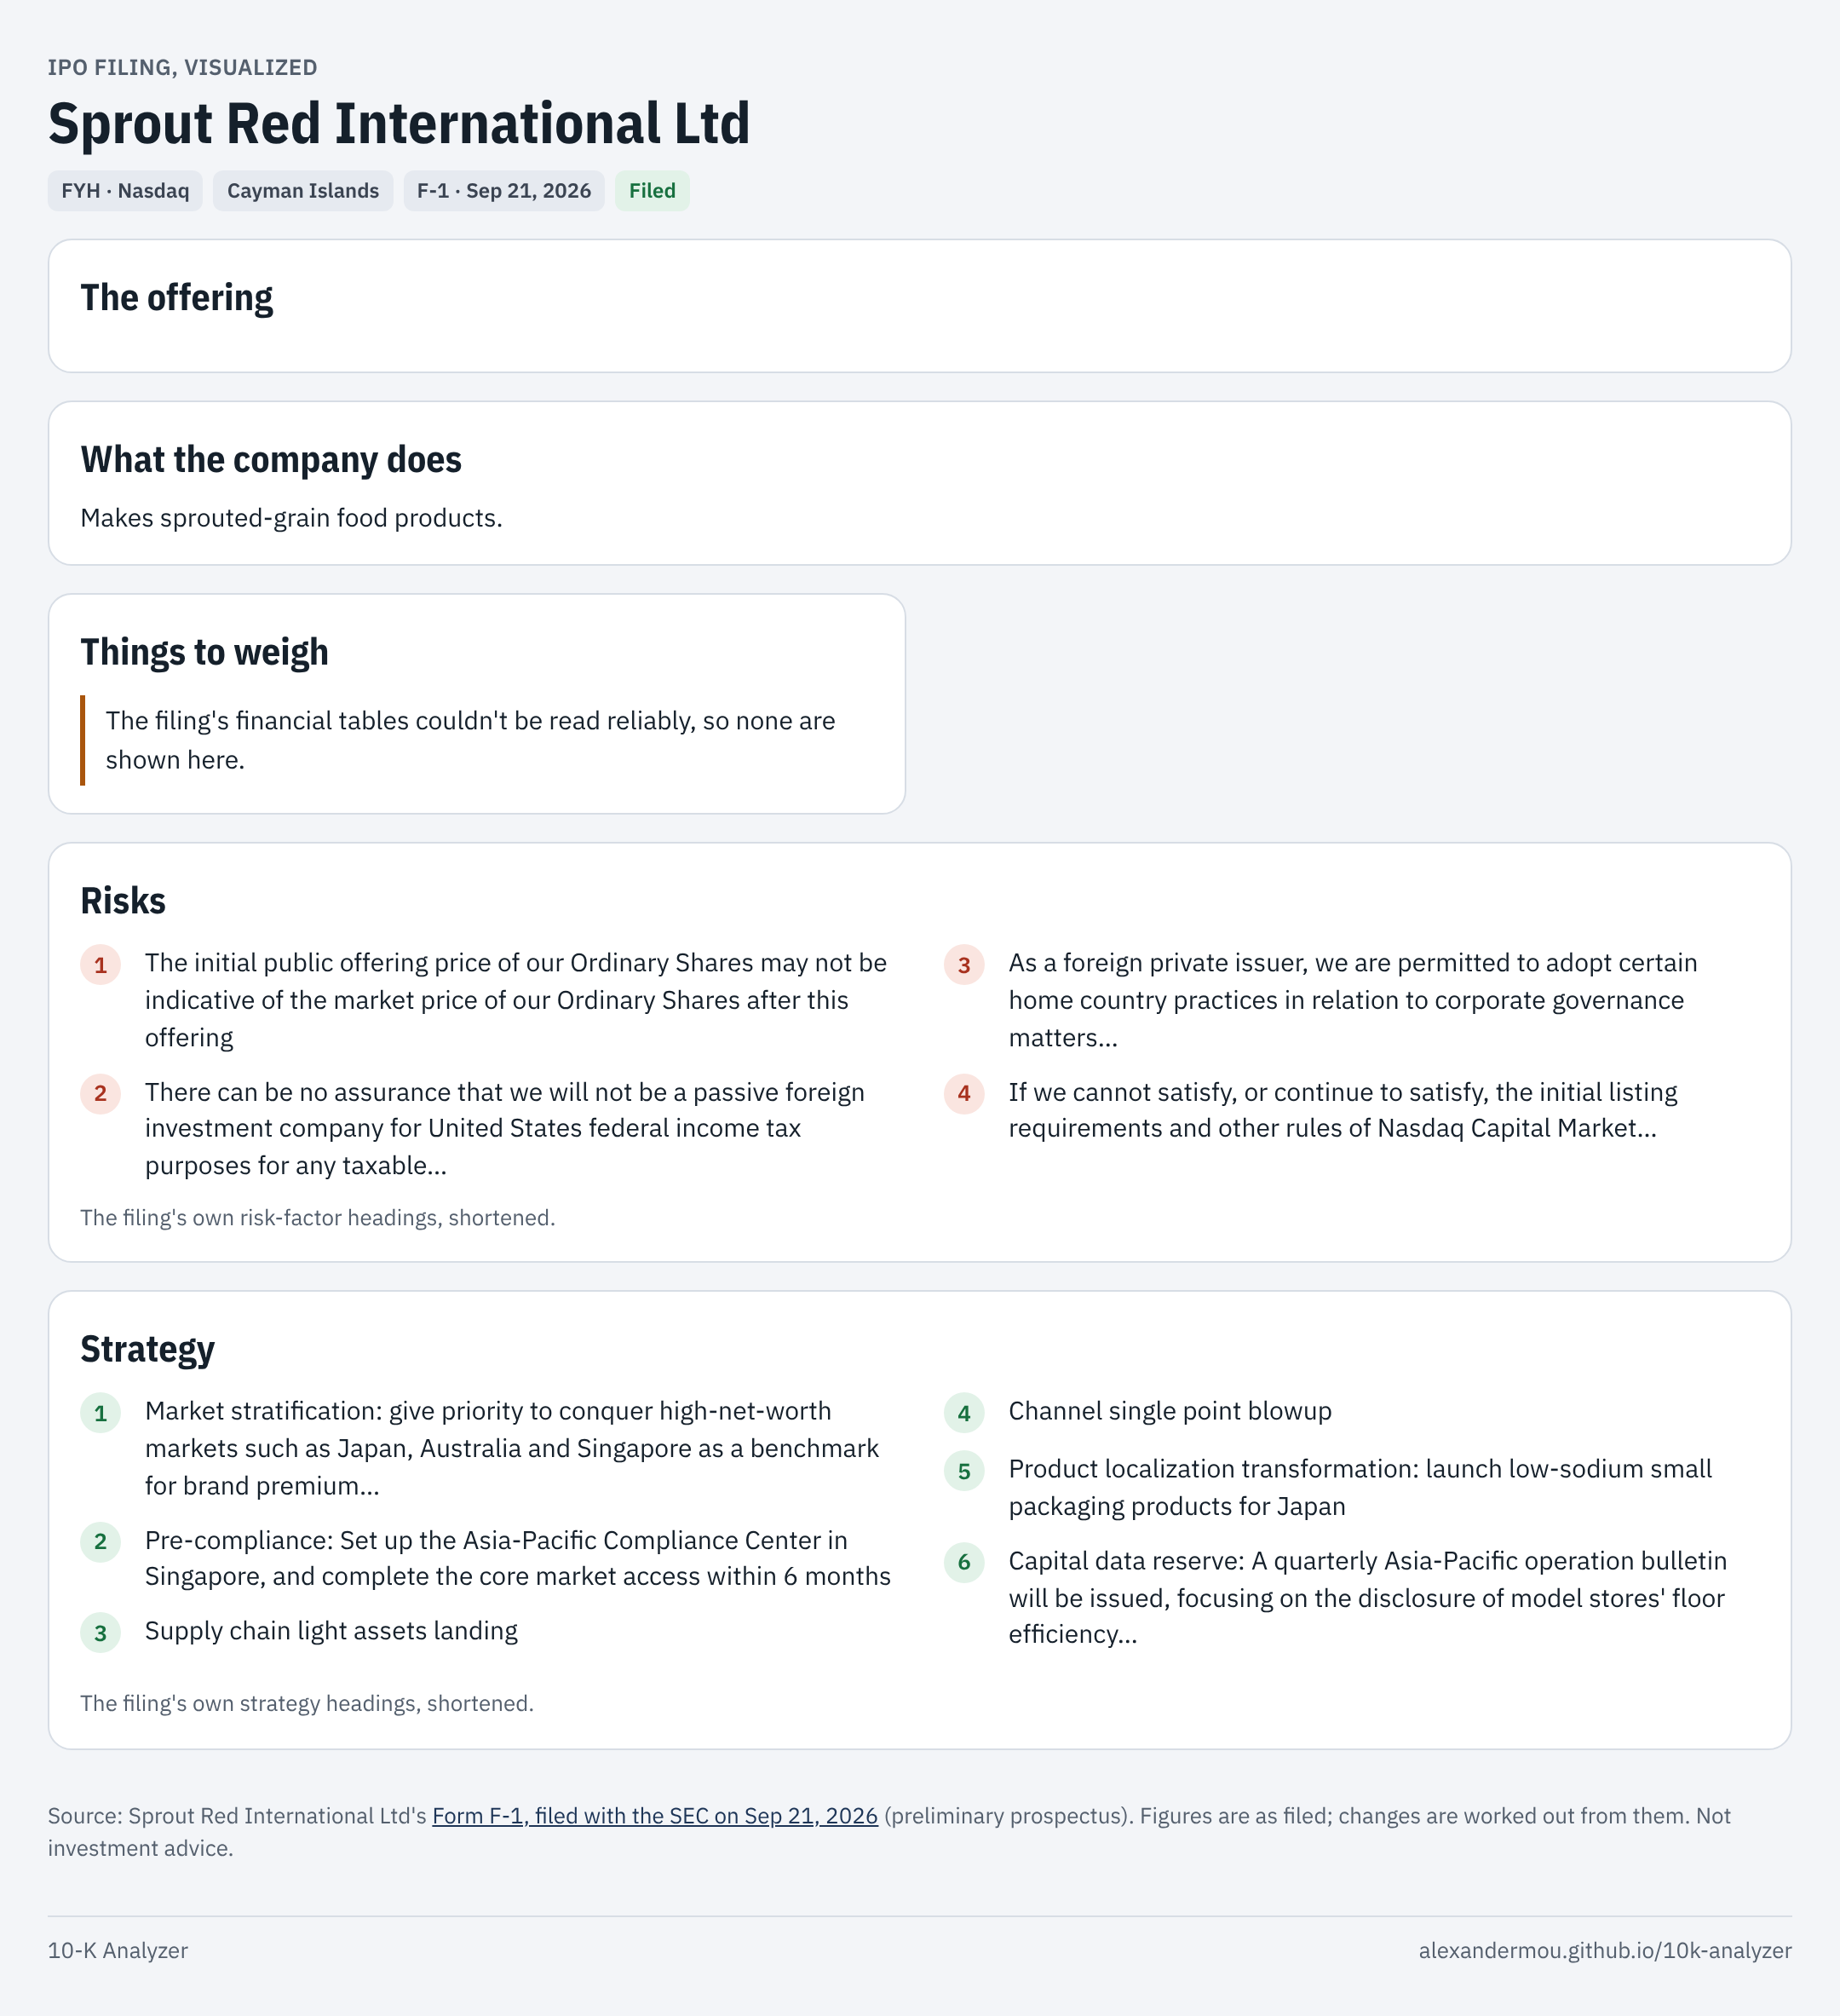 IPO FILING, VISUALIZED
Sprout Red International Ltd
FYH · Nasdaq
Cayman Islands
F-1 · Sep 21, 2026
Filed
The offering
What the company does
Makes sprouted-grain food products.
Things to weigh
The filing's financial tables couldn't be read reliably, so none are
shown here.
Risks
1
The initial public offering price of our Ordinary Shares may not be
indicative of the market price of our Ordinary Shares after this
offering
2
There can be no assurance that we will not be a passive foreign
investment company for United States federal income tax
purposes for any taxable...
3
As a foreign private issuer, we are permitted to adopt certain
home country practices in relation to corporate governance
matters...
4
If we cannot satisfy, or continue to satisfy, the initial listing
requirements and other rules of Nasdaq Capital Market...
The filing's own risk-factor headings, shortened.
Strategy
1
Market stratification: give priority to conquer high-net-worth
markets such as Japan, Australia and Singapore as a benchmark
for brand premium...
2
Pre-compliance: Set up the Asia-Pacific Compliance Center in
Singapore, and complete the core market access within 6 months
3
Supply chain light assets landing
4
Channel single point blowup
5
Product localization transformation: launch low-sodium small
packaging products for Japan
6
Capital data reserve: A quarterly Asia-Pacific operation bulletin
will be issued, focusing on the disclosure of model stores' floor
efficiency...
The filing's own strategy headings, shortened.
Source: Sprout Red International Ltd's Form F-1, filed with the SEC on Sep 21, 2026 (preliminary prospectus). Figures are as filed; changes are worked out from them. Not
investment advice.
10-K Analyzer
alexandermou.github.io/10k-analyzer